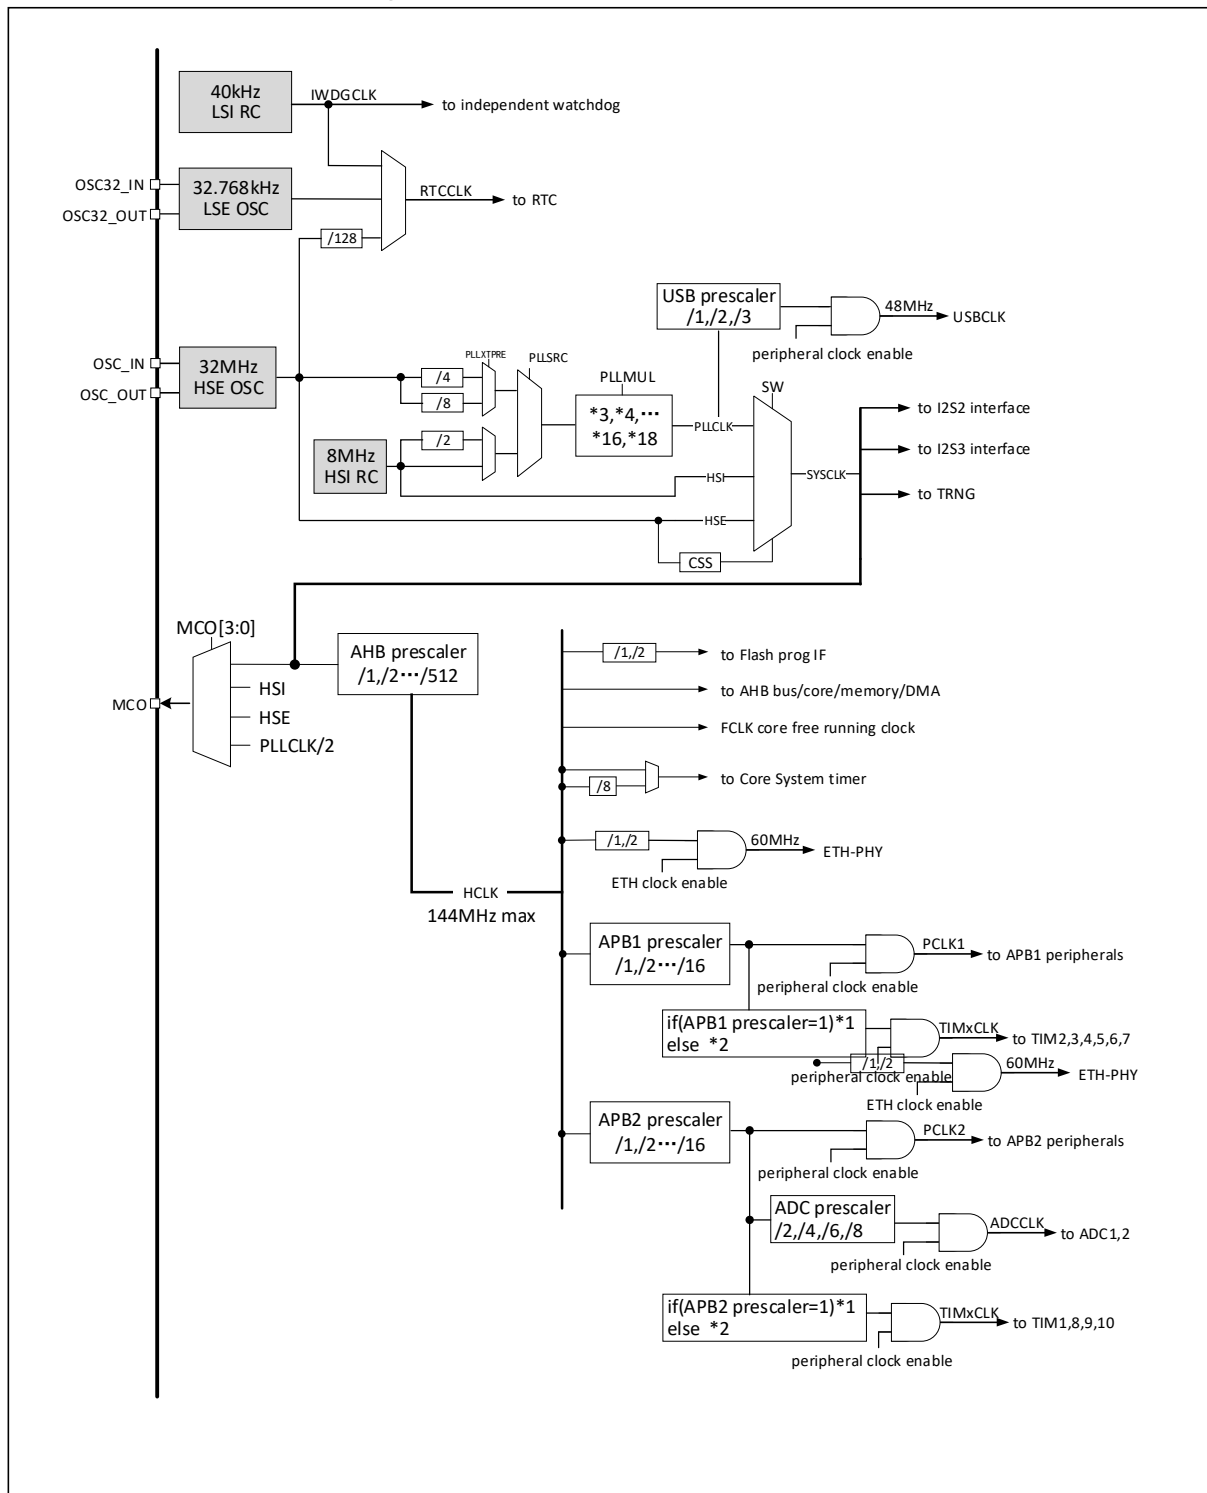 40kHz
LSI RC
IWDGCLK
to independent watchdog
OSC32_IN
OSC32_OUT
32.768kHz
LSE OSC
RTCCLK
to RTC
/128
USB prescaler
/1,/2,/3
48MHz
USBCLK
peripheral clock enable
OSC_IN
OSC_OUT
32MHz
HSE OSC
PLLXTPRE
PLLSRC
/4
/8
PLLMUL
*3,*4,⋯
*16,*18
PLLCLK
SW
8MHz
HSI RC
/2
HSI
HSE
CSS
SYSCLK
to I2S2 interface
to I2S3 interface
to TRNG
MCO[3:0]
MCO
HSI
HSE
PLLCLK/2
AHB prescaler
/1,/2⋯/512
HCLK
144MHz max
/1,/2
to Flash prog IF
to AHB bus/core/memory/DMA
FCLK core free running clock
/8
to Core System timer
/1,/2
60MHz
ETH-PHY
ETH clock enable
APB1 prescaler
/1,/2⋯/16
PCLK1
to APB1 peripherals
peripheral clock enable
if(APB1 prescaler=1)*1
else *2
TIMxCLK
to TIM2,3,4,5,6,7
/1,/2
peripheral clock enable
60MHz
ETH-PHY
ETH clock enable
APB2 prescaler
/1,/2⋯/16
PCLK2
to APB2 peripherals
peripheral clock enable
ADC prescaler
/2,/4,/6,/8
ADCCLK
to ADC1,2
peripheral clock enable
if(APB2 prescaler=1)*1
else *2
TIMxCLK
to TIM1,8,9,10
peripheral clock enable